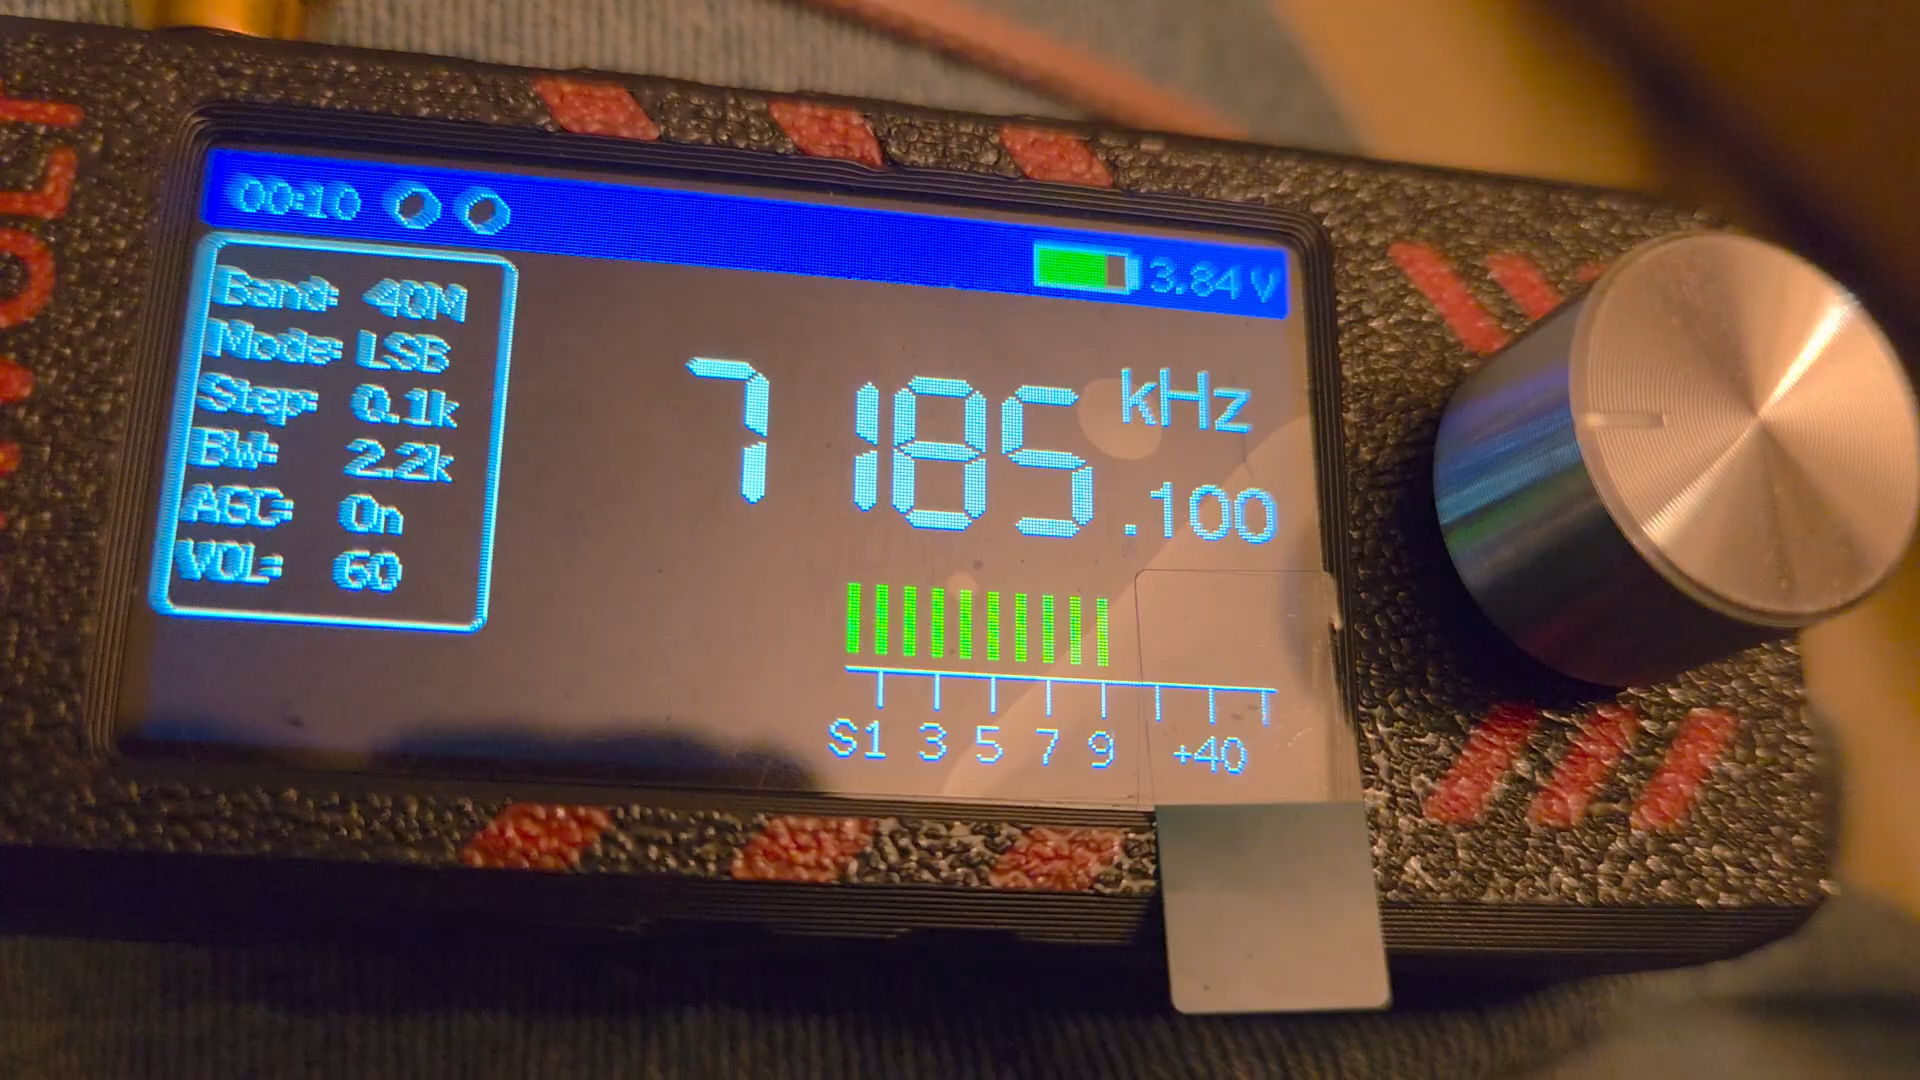 00:10
3.84 V
Band: 40M
Mode: LSB
Step: 0.1k
BW: 2.2k
AGC: On
VOL: 60
7185 kHz
.100
S1 3 5 7 9 +40